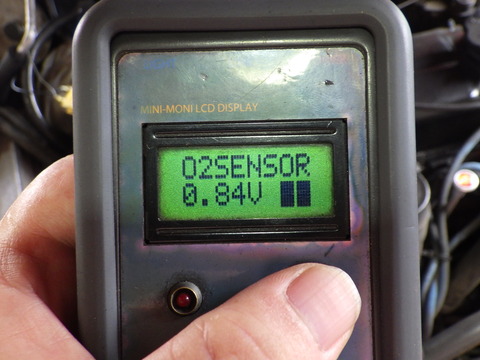 MINI-MONI LCD DISPLAY
O2SENSOR
0.84V